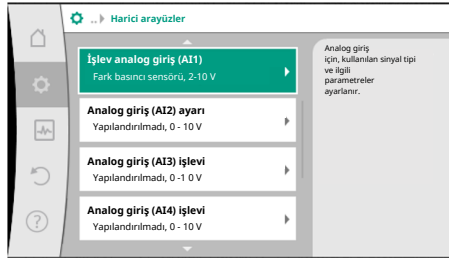 .. Harici arayüzler
İşlev analog giriş (AI1)
Fark basıncı sensörü, 2-10 V
Analog giriş (AI2) ayarı
Yapılandırılmadı, 0 - 10 V
Analog giriş (AI3) işlevi
Yapılandırılmadı, 0 -1 0 V
Analog giriş (AI4) işlevi
Yapılandırılmadı, 0 - 10 V
Analog giriş
için, kullanılan sinyal tipi
ve ilgili
parametreler
ayarlanır.
?